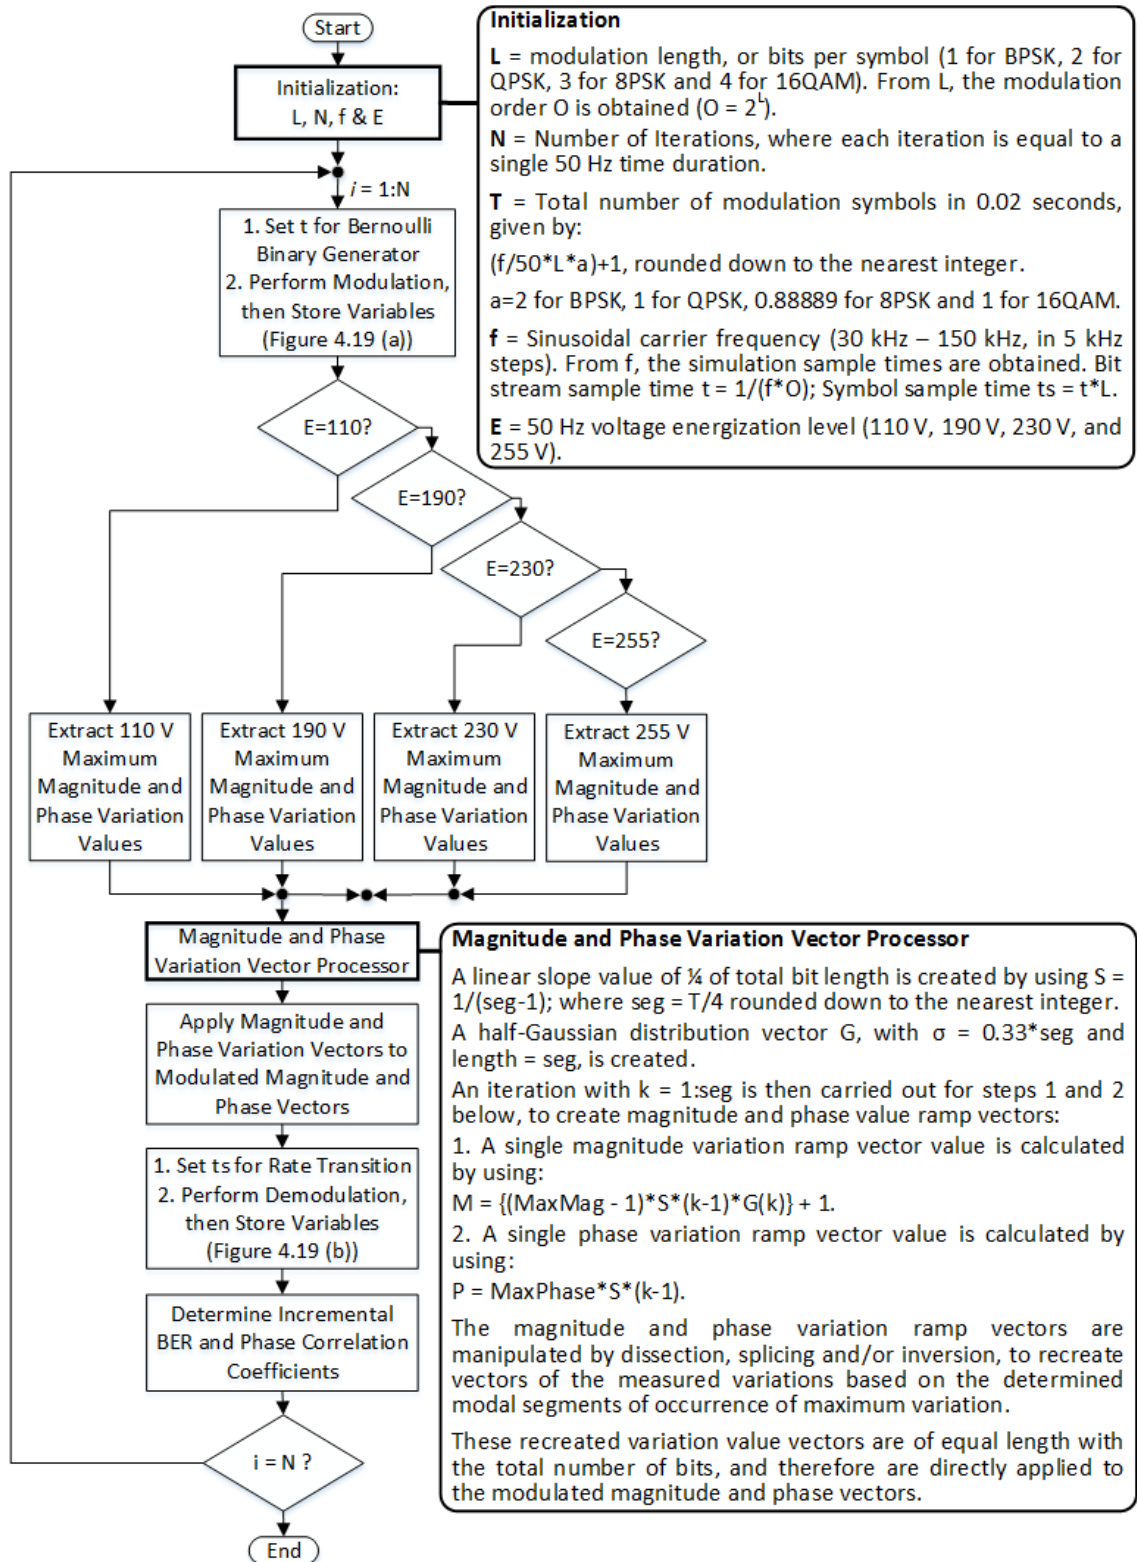 Start
Initialization:
L, N, f & E
i = 1:N
1. Set t for Bernoulli
Binary Generator
2. Perform Modulation,
then Store Variables
(Figure 4.19 (a))
E=110?
E=190?
E=230?
E=255?
Initialization
L = modulation length, or bits per symbol (1 for BPSK, 2 for
QPSK, 3 for 8PSK and 4 for 16QAM). From L, the modulation
order O is obtained (O = 2^L).
N = Number of Iterations, where each iteration is equal to a
single 50 Hz time duration.
T = Total number of modulation symbols in 0.02 seconds,
given by:
(f/50*L*a)+1, rounded down to the nearest integer.
a=2 for BPSK, 1 for QPSK, 0.88889 for 8PSK and 1 for 16QAM.
f = Sinusoidal carrier frequency (30 kHz – 150 kHz, in 5 kHz
steps). From f, the simulation sample times are obtained. Bit
stream sample time t = 1/(f*O); Symbol sample time ts = t*L.
E = 50 Hz voltage energization level (110 V, 190 V, 230 V, and
255 V).
Extract 110 V
Maximum
Magnitude and
Phase Variation
Values
Extract 190 V
Maximum
Magnitude and
Phase Variation
Values
Extract 230 V
Maximum
Magnitude and
Phase Variation
Values
Extract 255 V
Maximum
Magnitude and
Phase Variation
Values
Magnitude and Phase
Variation Vector Processor
Apply Magnitude and
Phase Variation Vectors to
Modulated Magnitude and
Phase Vectors
1. Set ts for Rate Transition
2. Perform Demodulation,
then Store Variables
(Figure 4.19 (b))
Determine Incremental
BER and Phase Correlation
Coefficients
i = N ?
End
Magnitude and Phase Variation Vector Processor
A linear slope value of ¼ of total bit length is created by using S =
1/(seg-1); where seg = T/4 rounded down to the nearest integer.
A half-Gaussian distribution vector G, with σ = 0.33*seg and
length = seg, is created.
An iteration with k = 1:seg is then carried out for steps 1 and 2
below, to create magnitude and phase value ramp vectors:
1. A single magnitude variation ramp vector value is calculated
by using:
M = {(MaxMag - 1)*S*(k-1)*G(k)} + 1.
2. A single phase variation ramp vector value is calculated by
using:
P = MaxPhase*S*(k-1).
The magnitude and phase variation ramp vectors are
manipulated by dissection, splicing and/or inversion, to recreate
vectors of the measured variations based on the determined
modal segments of occurrence of maximum variation.
These recreated variation value vectors are of equal length with
the total number of bits, and therefore are directly applied to
the modulated magnitude and phase vectors.